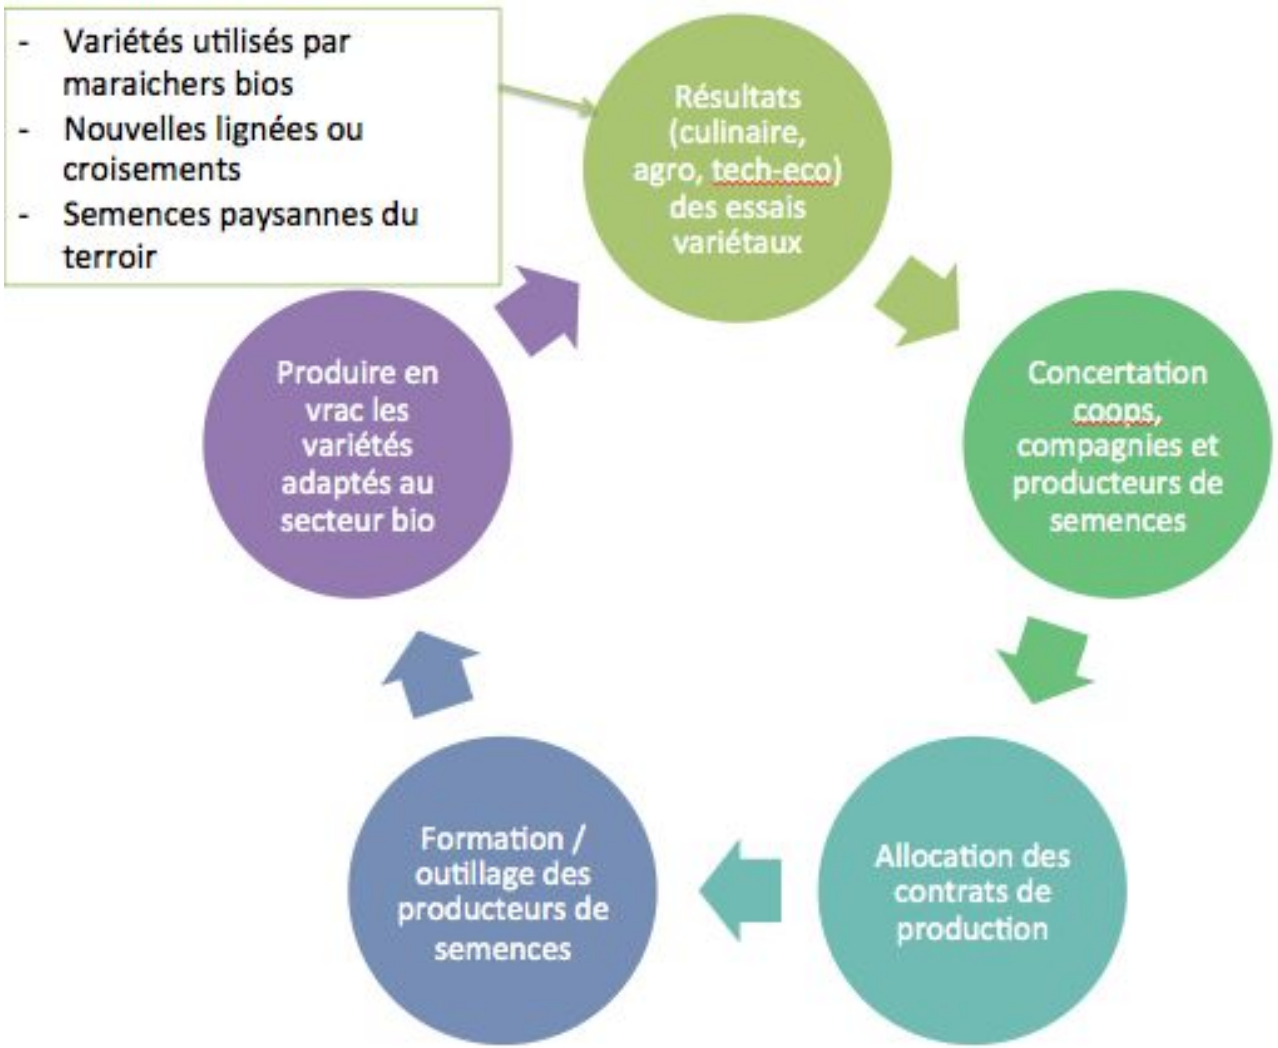 - Variétés utilisés par
maraichers bios
- Nouvelles lignées ou
croisements
- Semences paysannes du
terroir
Résultats
(culinaire,
agro, tech-eco)
des essais
variétaux
Concertation
coops,
compagnies et
producteurs de
semences
Allocation des
contrats de
production
Formation /
outillage des
producteurs de
semences
Produire en
vrac les
variétés
adaptés au
secteur bio